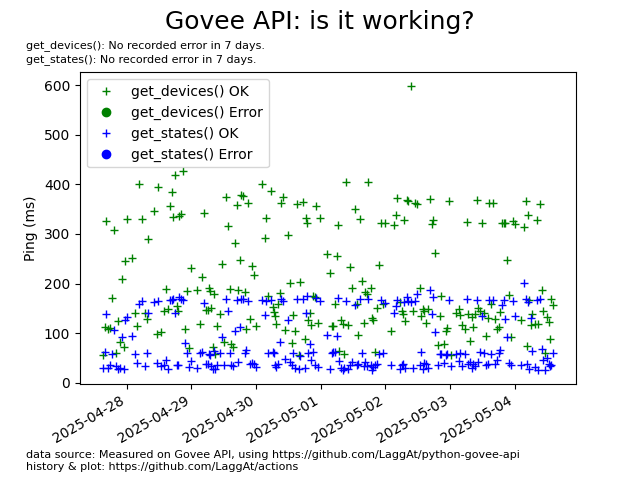 Govee API: is it working?
get_devices(): No recorded error in 7 days.
get_states(): No recorded error in 7 days.
get_devices() OK
get_devices() Error
get_states() OK
get_states() Error
Ping (ms)
600
500
400
300
200
100
0
2025-04-28
2025-04-29
2025-04-30
2025-05-01
2025-05-02
2025-05-03
2025-05-04
data source: Measured on Govee API, using https://github.com/LaggAt/python-govee-api
history & plot: https://github.com/LaggAt/actions